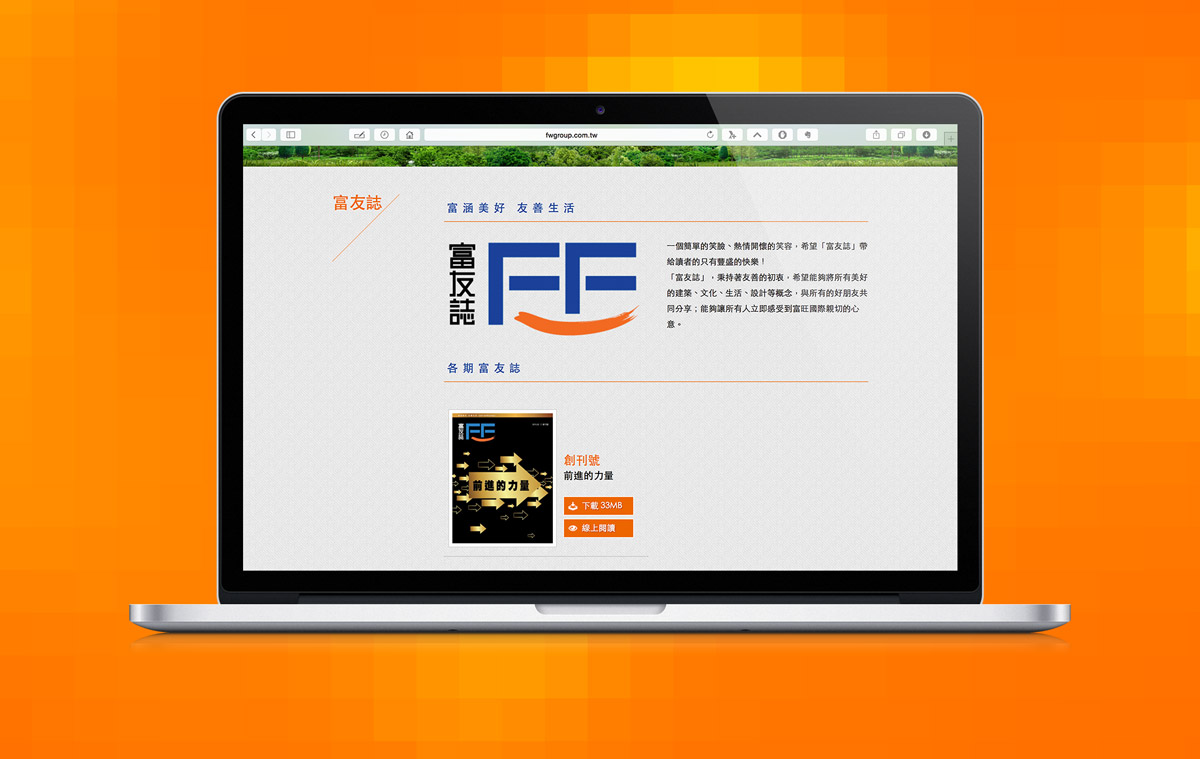 fwgroup.com.tw
富友誌
富涵美好 友善生活
富友誌
FF
一個簡單的笑臉、熱情開懷的笑容，希望「富友誌」帶
給讀者的只有豐盛的快樂！
「富友誌」，秉持著友善的初衷，希望能夠將所有美好
的建築、文化、生活、設計等概念，與所有的好朋友共
同分享；能夠讓所有人立即感受到富旺國際親切的心
意。
各期富友誌
富友誌
FF
前進的力量
創刊號
前進的力量
下載 33MB
線上閱讀